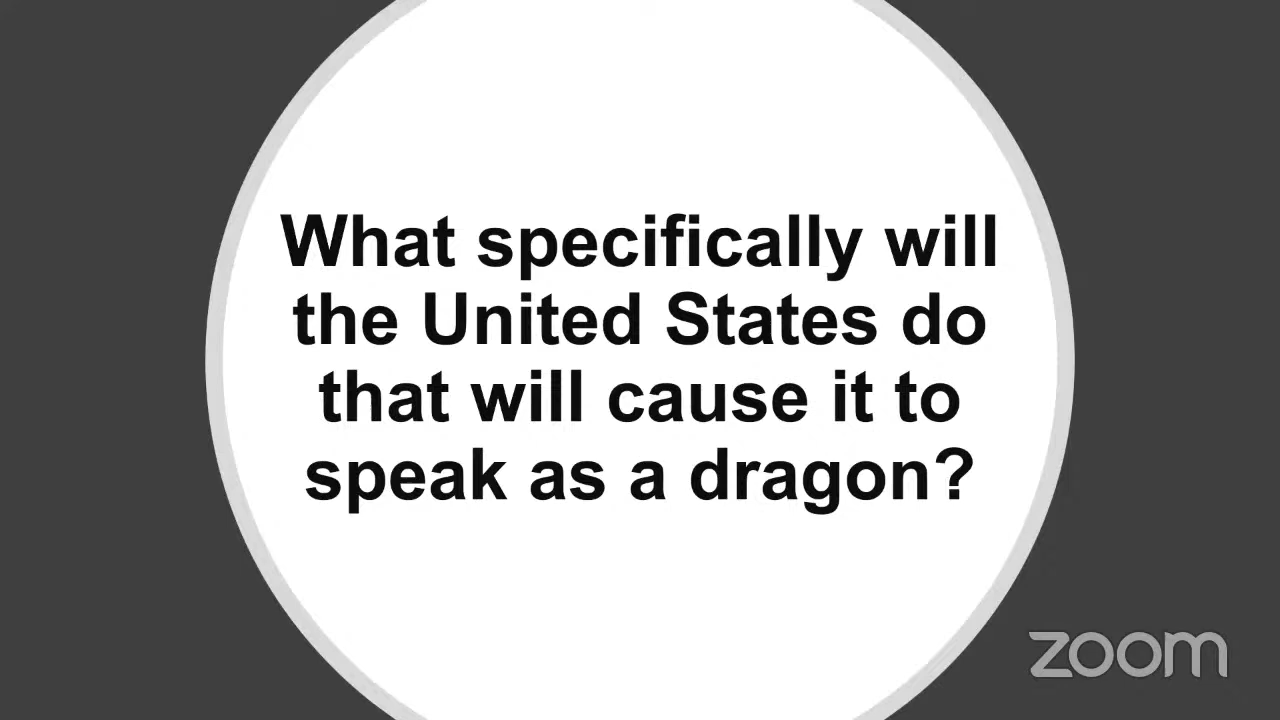 What specifically will
the United States do
that will cause it to
speak as a dragon?
zoom